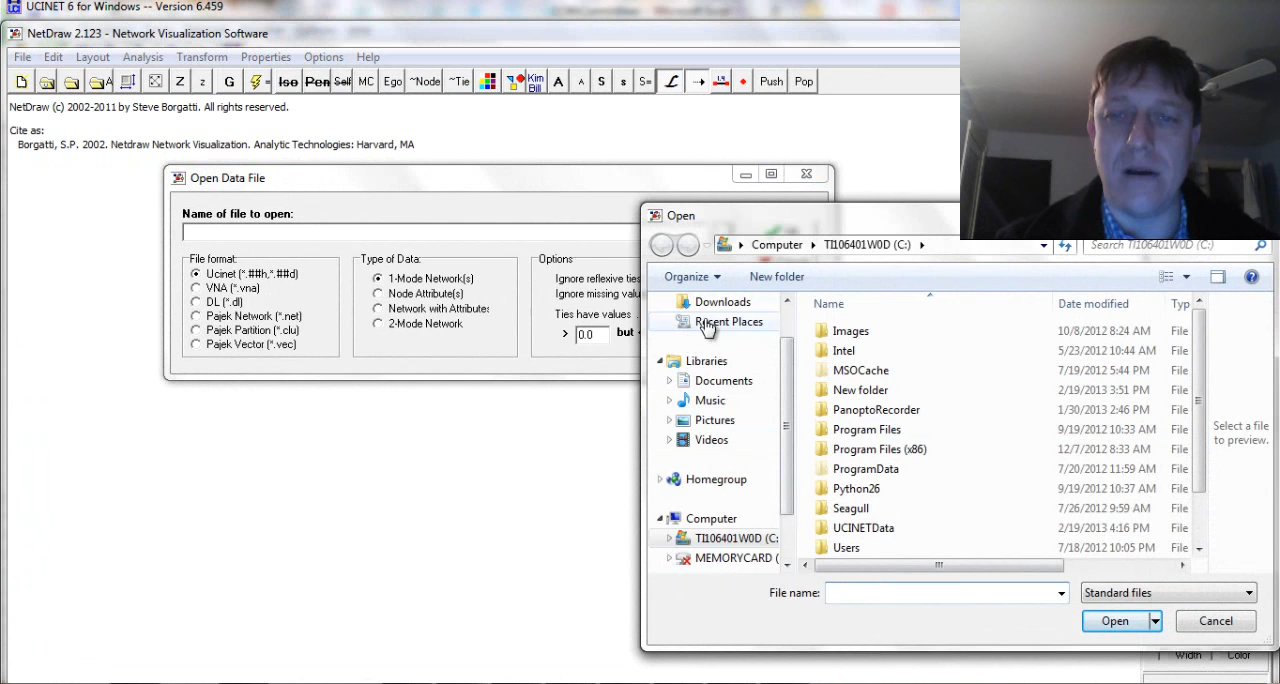 UCINET 6 for Windows -- Version 6.459
NetDraw 2.123 - Network Visualization Software
File Edit Layout Analysis Transform Properties Options Help
Z z G Iso Pen Self MC Ego ~Node ~Tie Kim Bill A A S s S= L Push Pop
NetDraw (c) 2002-2011 by Steve Borgatti. All rights reserved.
Cite as:
Borgatti, S.P. 2002. Netdraw Network Visualization. Analytic Technologies: Harvard, MA
Open Data File
Name of file to open:
File format:
Ucinet (*.##h,*.##d)
VNA (*.vna)
DL (*.dl)
Pajek Network (*.net)
Pajek Partition (*.clu)
Pajek Vector (*.vec)
Type of Data:
1-Mode Network(s)
Node Attribute(s)
Network with Attributes
2-Mode Network
Options
Ignore reflexive ties
Ignore missing valu
Ties have values .
> 0.0 but
Open
Computer TI106401W0D (C:)
Search TI106401W0D (C:)
Organize New folder
Downloads
Recent Places
Libraries
Documents
Music
Pictures
Videos
Homegroup
Computer
TI106401W0D (C:
MEMORYCARD (
Name Date modified Typ
Images 10/8/2012 8:24 AM File
Intel 5/23/2012 10:44 AM File
MSOCache 7/19/2012 5:44 PM File
New folder 2/19/2013 3:51 PM File
PanoptoRecorder 1/30/2013 2:46 PM File
Program Files 9/19/2012 10:33 AM File
Program Files (x86) 12/7/2012 8:33 AM File
ProgramData 7/20/2012 11:59 AM File
Python26 9/19/2012 10:37 AM File
Seagull 7/26/2012 9:59 AM File
UCINETData 2/19/2013 4:16 PM File
Users 7/18/2012 10:05 PM File
Select a file
to preview.
File name:
Standard files
Open Cancel
Width Color